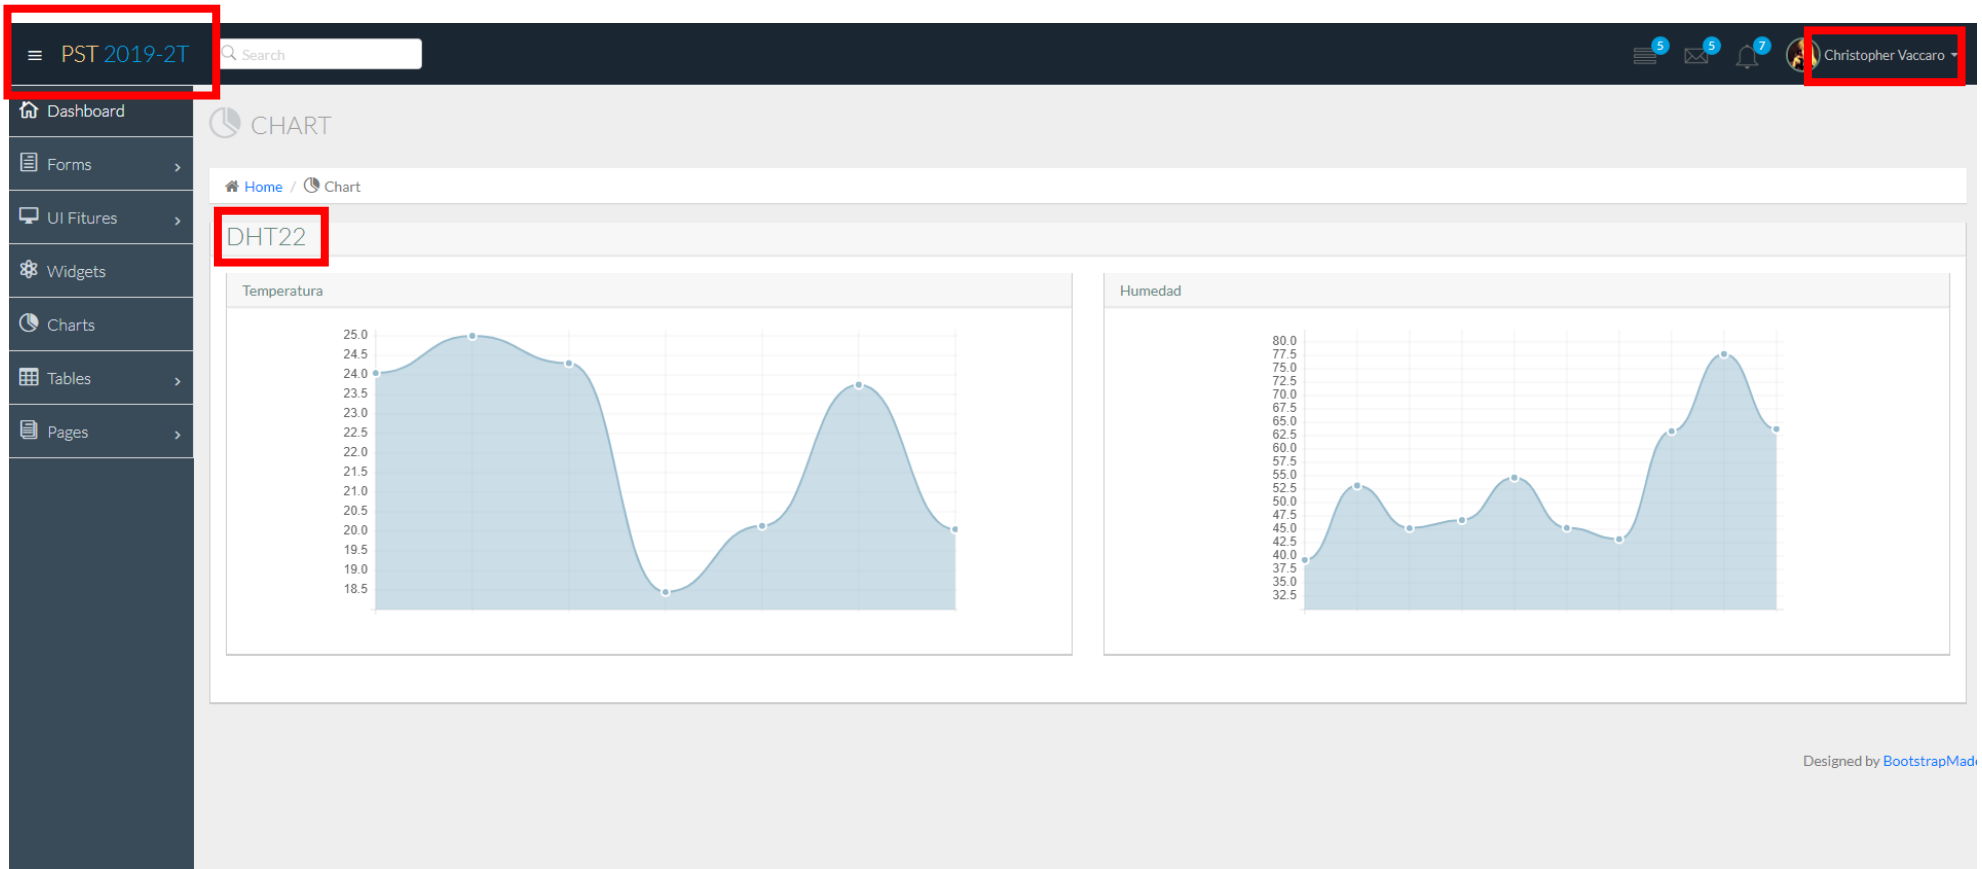 PST 2019-2T
Search
5
5
7
Christopher Vaccaro
Dashboard
Forms
UI Fitures
Widgets
Charts
Tables
Pages
CHART
Home / Chart
DHT22
Temperatura
25.0
24.5
24.0
23.5
23.0
22.5
22.0
21.5
21.0
20.5
20.0
19.5
19.0
18.5
Humedad
80.0
77.5
75.0
72.5
70.0
67.5
65.0
62.5
60.0
57.5
55.0
52.5
50.0
47.5
45.0
42.5
40.0
37.5
35.0
32.5
Designed by BootstrapMade